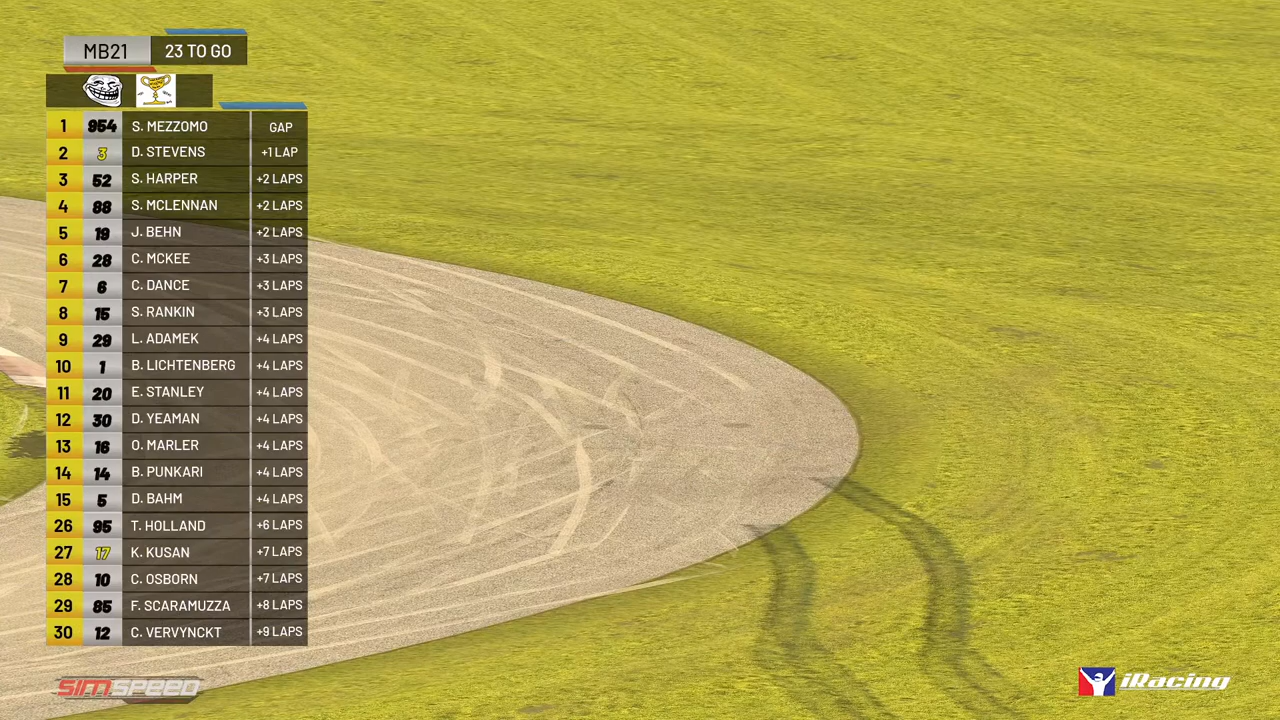 MB21 23 TO GO
1 954 S. MEZZOMO GAP
2 3 D. STEVENS +1 LAP
3 52 S. HARPER +2 LAPS
4 88 S. MCLENNAN +2 LAPS
5 19 J. BEHN +2 LAPS
6 28 C. MCKEE +3 LAPS
7 6 C. DANCE +3 LAPS
8 15 S. RANKIN +3 LAPS
9 29 L. ADAMEK +4 LAPS
10 1 B. LICHTENBERG +4 LAPS
11 20 E. STANLEY +4 LAPS
12 30 D. YEAMAN +4 LAPS
13 16 O. MARLER +4 LAPS
14 14 B. PUNKARI +4 LAPS
15 5 D. BAHM +4 LAPS
26 95 T. HOLLAND +6 LAPS
27 17 K. KUSAN +7 LAPS
28 10 C. OSBORN +7 LAPS
29 85 F. SCARAMUZZA +8 LAPS
30 12 C. VERVYNCKT +9 LAPS
SIMSPEED
iRacing